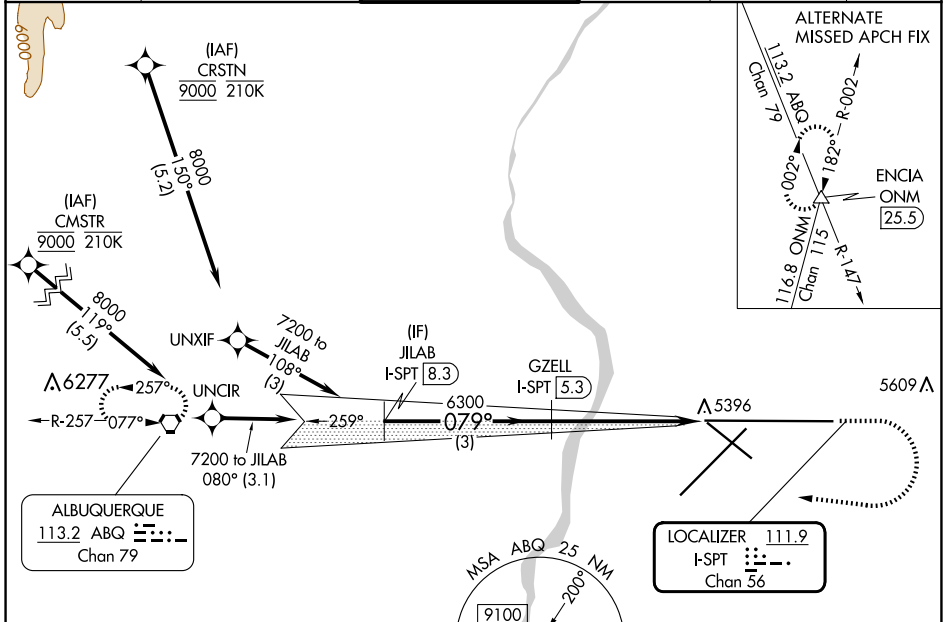 6000
(IAF)
CRSTN
9000 210K
8000
150°
(5.2)
(IAF)
CMSTR
9000 210K
8000
119°
(5.5)
UNXIF
7200 to
JILAB
108°
(3)
(IF)
JILAB
I-SPT 8.3
GZELL
I-SPT 5.3
6277
257°
R-257
077°
UNCIR
259°
6300
079°
(3)
5396
5609
7200 to JILAB
080° (3.1)
ALBUQUERQUE
113.2 ABQ
Chan 79
LOCALIZER 111.9
I-SPT
Chan 56
MSA ABQ 25 NM
200°
9100
ALTERNATE
MISSED APCH FIX
113.2 ABQ
Chan 79
R-002
002°
182°
ENCIA
ONM
25.5
116.8 ONM
Chan 115
R-147